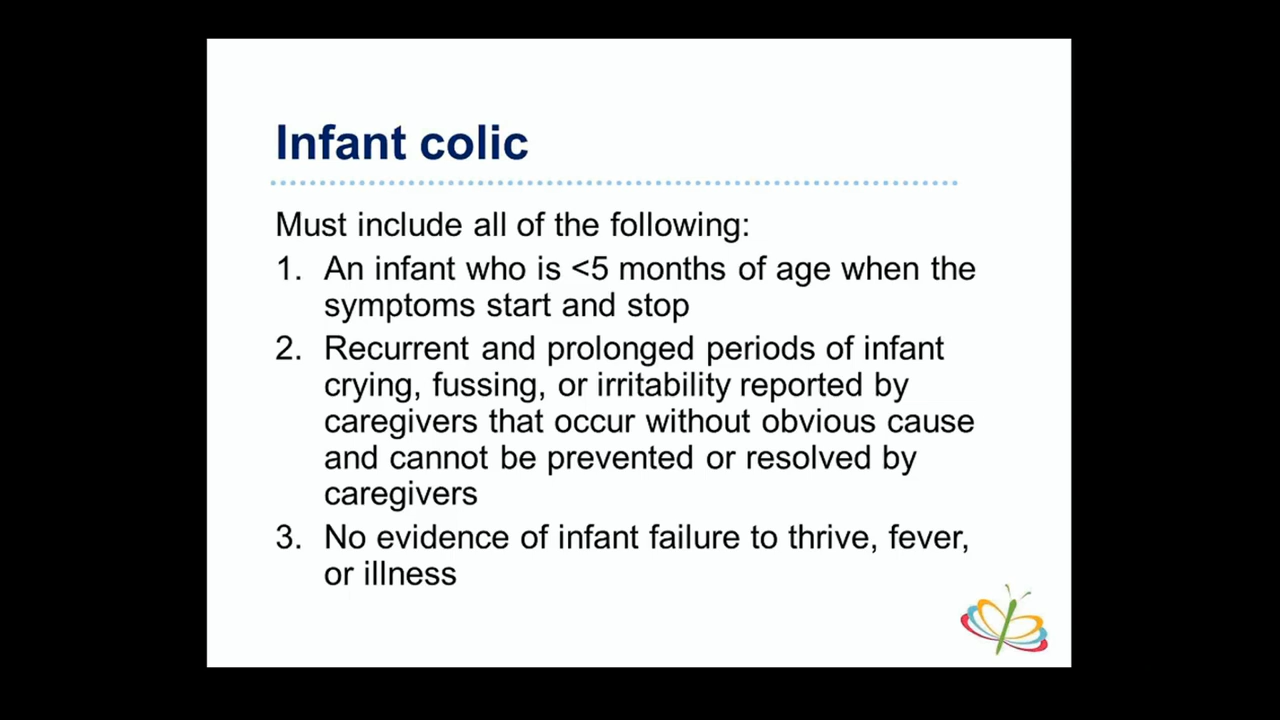 Infant colic
Must include all of the following:
1. An infant who is <5 months of age when the
symptoms start and stop
2. Recurrent and prolonged periods of infant
crying, fussing, or irritability reported by
caregivers that occur without obvious cause
and cannot be prevented or resolved by
caregivers
3. No evidence of infant failure to thrive, fever,
or illness